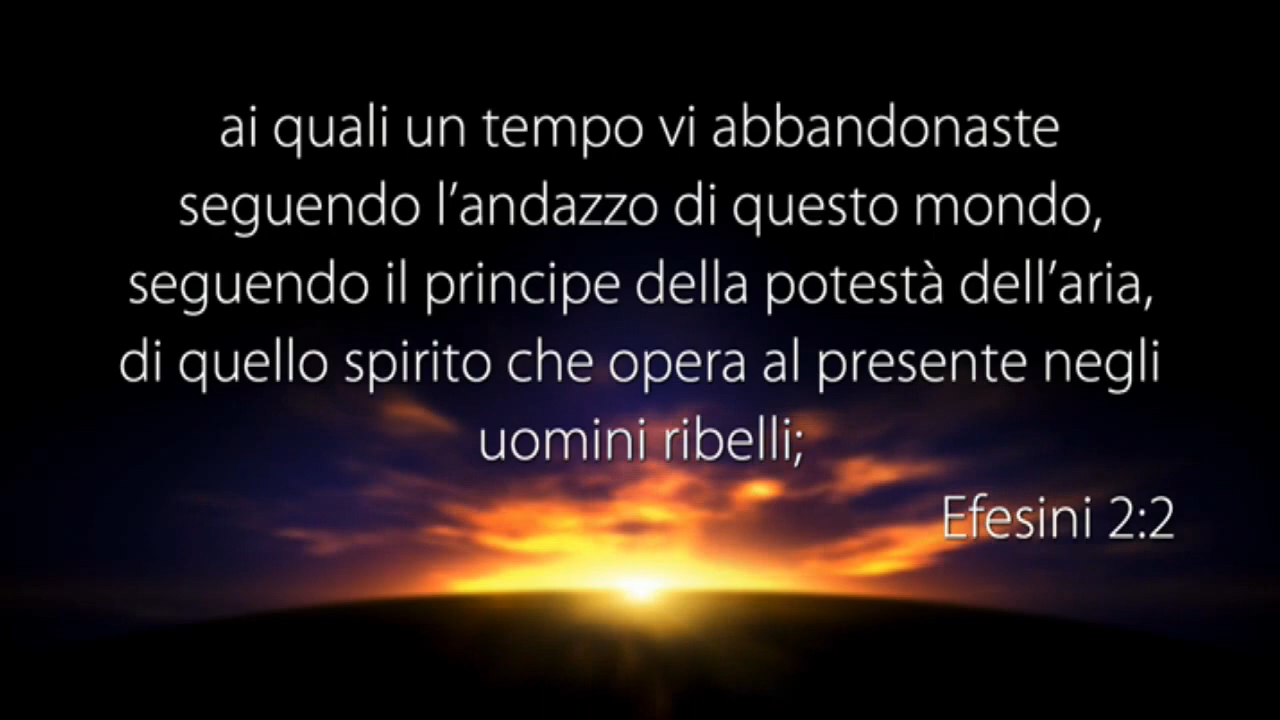 ai quali un tempo vi abbandonaste
seguendo l’andazzo di questo mondo,
seguendo il principe della potestà dell’aria,
di quello spirito che opera al presente negli
uomini ribelli;
Efesini 2:2